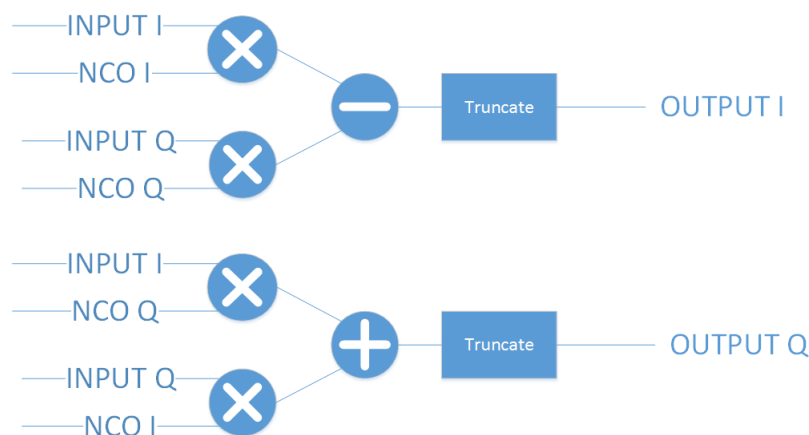 INPUT I
NCO I
INPUT Q
NCO Q
Truncate
OUTPUT I
INPUT I
NCO Q
INPUT Q
NCO I
Truncate
OUTPUT Q